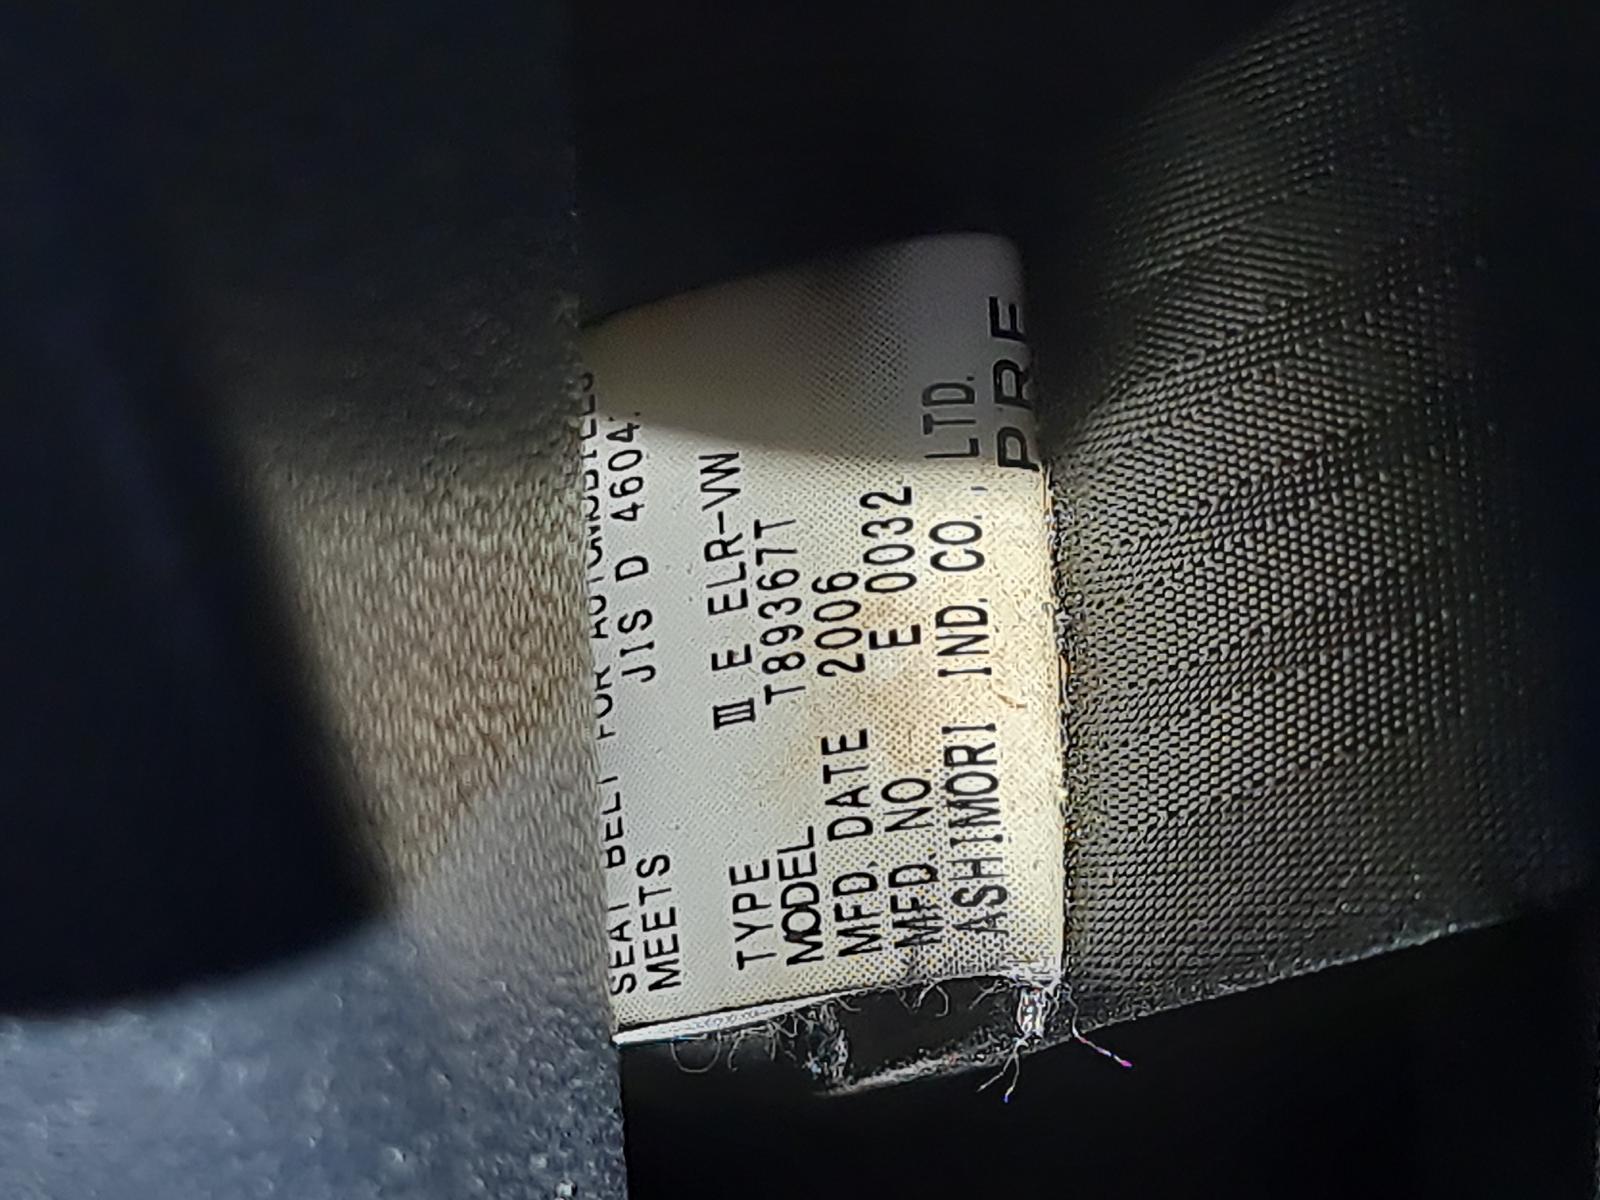 SEAT BELT FOR AUTOMOBILES
MEETS JIS D 4604
TYPE Ⅲ E ELR-VW
MODEL T89367T
MFD. DATE 2006
MFD. NO E 0032
ASHIMORI IND. CO., LTD.
PRE